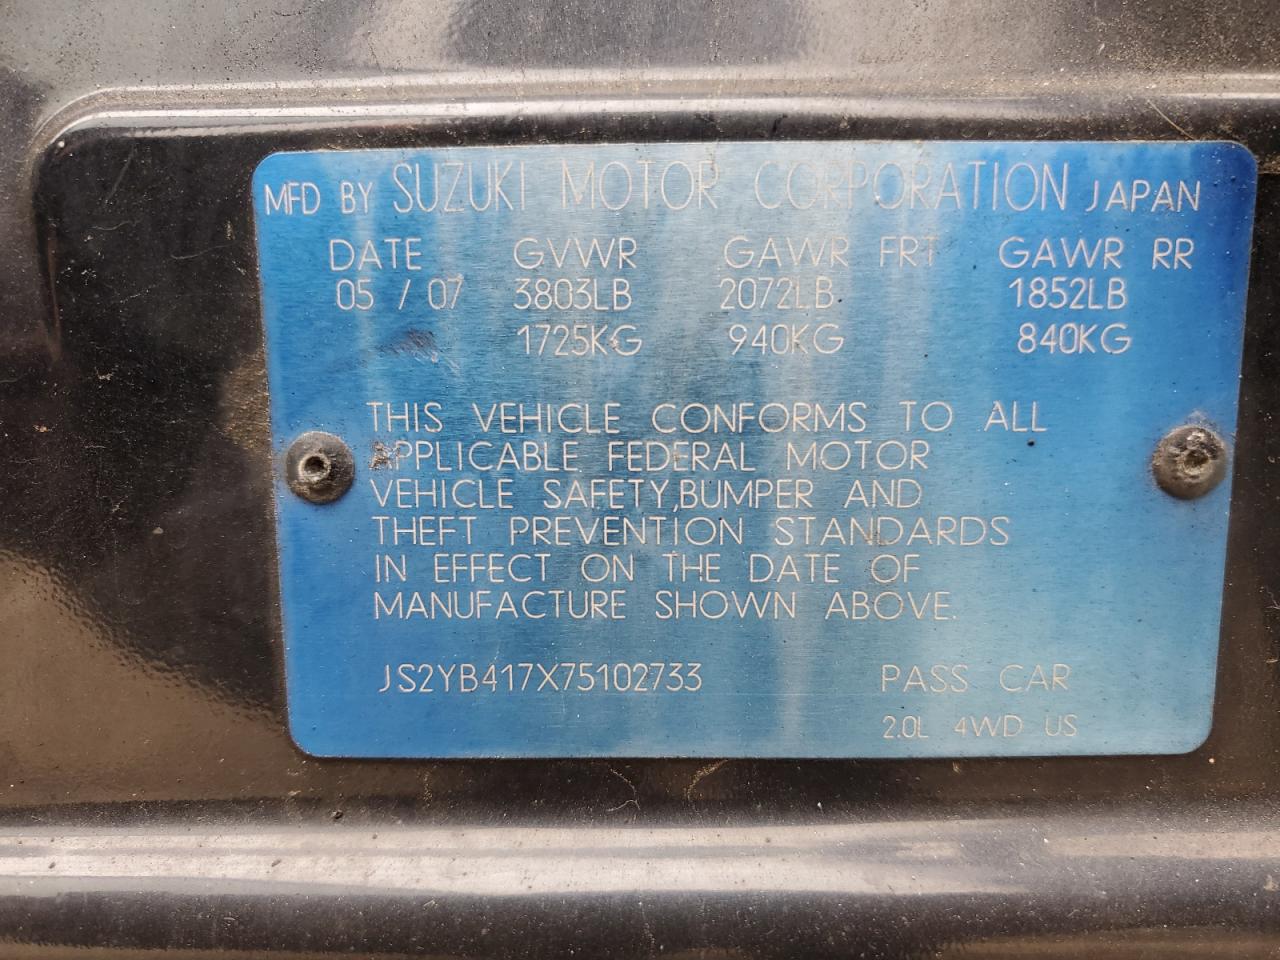 MFD BY SUZUKI MOTOR CORPORATION JAPAN
DATE GVWR GAWR FRT GAWR RR
05 / 07 3803LB 2072LB 1852LB
1725KG 940KG 840KG
THIS VEHICLE CONFORMS TO ALL
APPLICABLE FEDERAL MOTOR
VEHICLE SAFETY,BUMPER AND
THEFT PREVENTION STANDARDS
IN EFFECT ON THE DATE OF
MANUFACTURE SHOWN ABOVE.
JS2YB417X75102733 PASS CAR
2.0L 4WD US